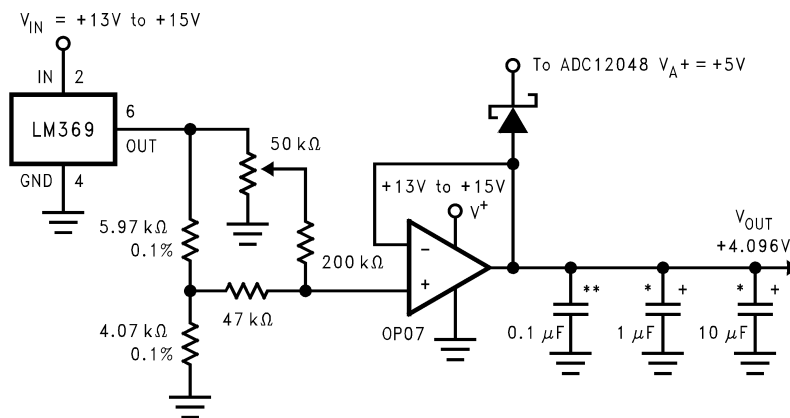 V_IN = +13V to +15V
IN 2
LM369
6
OUT
GND 4
50 kΩ
5.97 kΩ
0.1%
200 kΩ
47 kΩ
4.07 kΩ
0.1%
To ADC12048 V_A+ = +5V
+13V to +15V
V+
−
+
OP07
V_OUT
+4.096V
**
0.1 µF
* +
1 µF
* +
10 µF